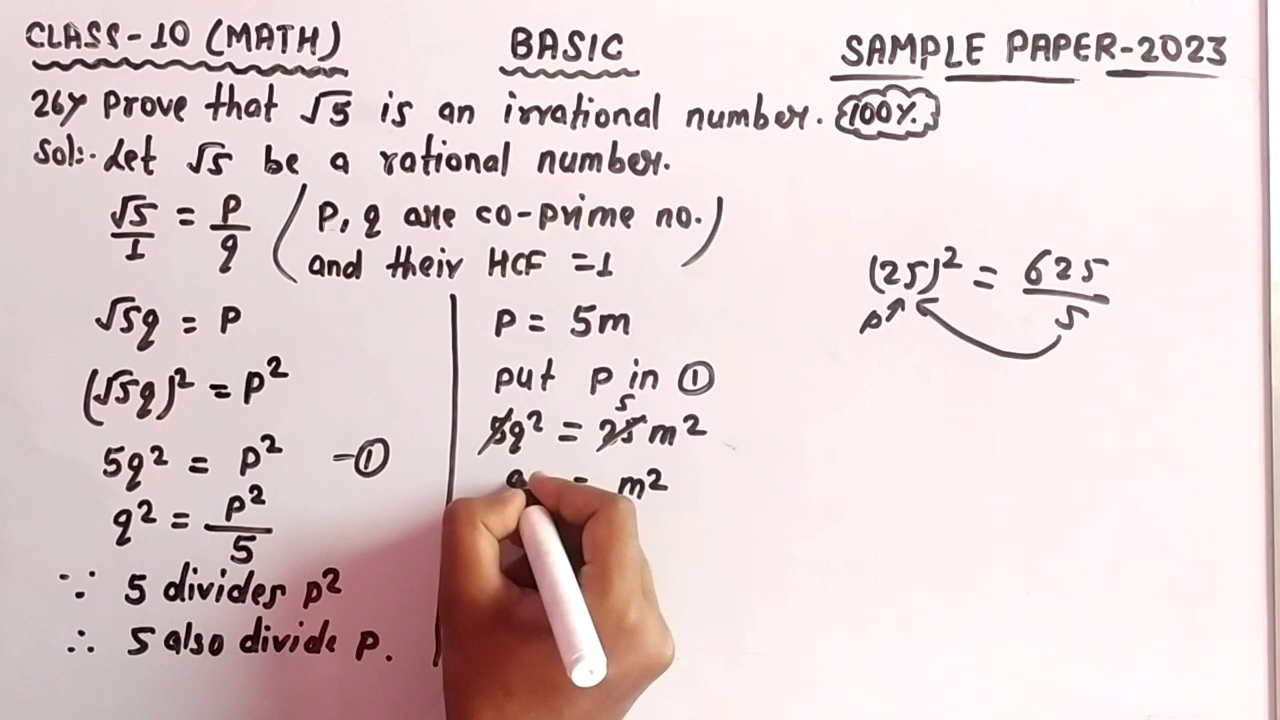 CLASS-10 (MATH)
BASIC
SAMPLE PAPER-2023
26> Prove that √5 is an irrational number. 100%
Sol:- Let √5 be a rational number.
√5/1 = P/q (P, q are co-prime no.
and their HCF = 1)
√5q = P
(√5q)² = P²
5q² = P² -①
q² = P²/5
∵ 5 divides P²
∴ 5 also divide P.
P = 5m
put P in ①
5q² = 25 5 m²
= m²
(25)² = 625/5
P